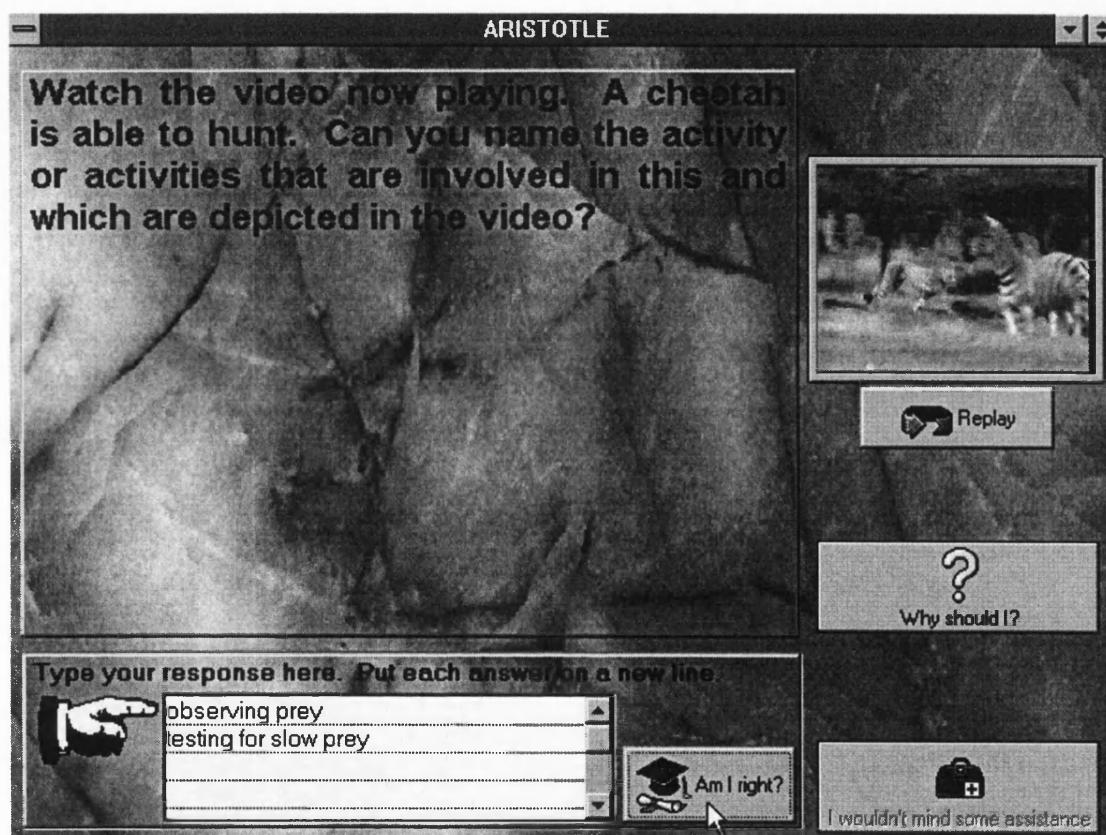 ARISTOTLE
Watch the video now playing. A cheetah
is able to hunt. Can you name the activity
or activities that are involved in this and
which are depicted in the video?
Replay
Why should I?
Type your response here. Put each answer on a new line
observing prey
testing for slow prey
Am I right?
I wouldn't mind some assistance